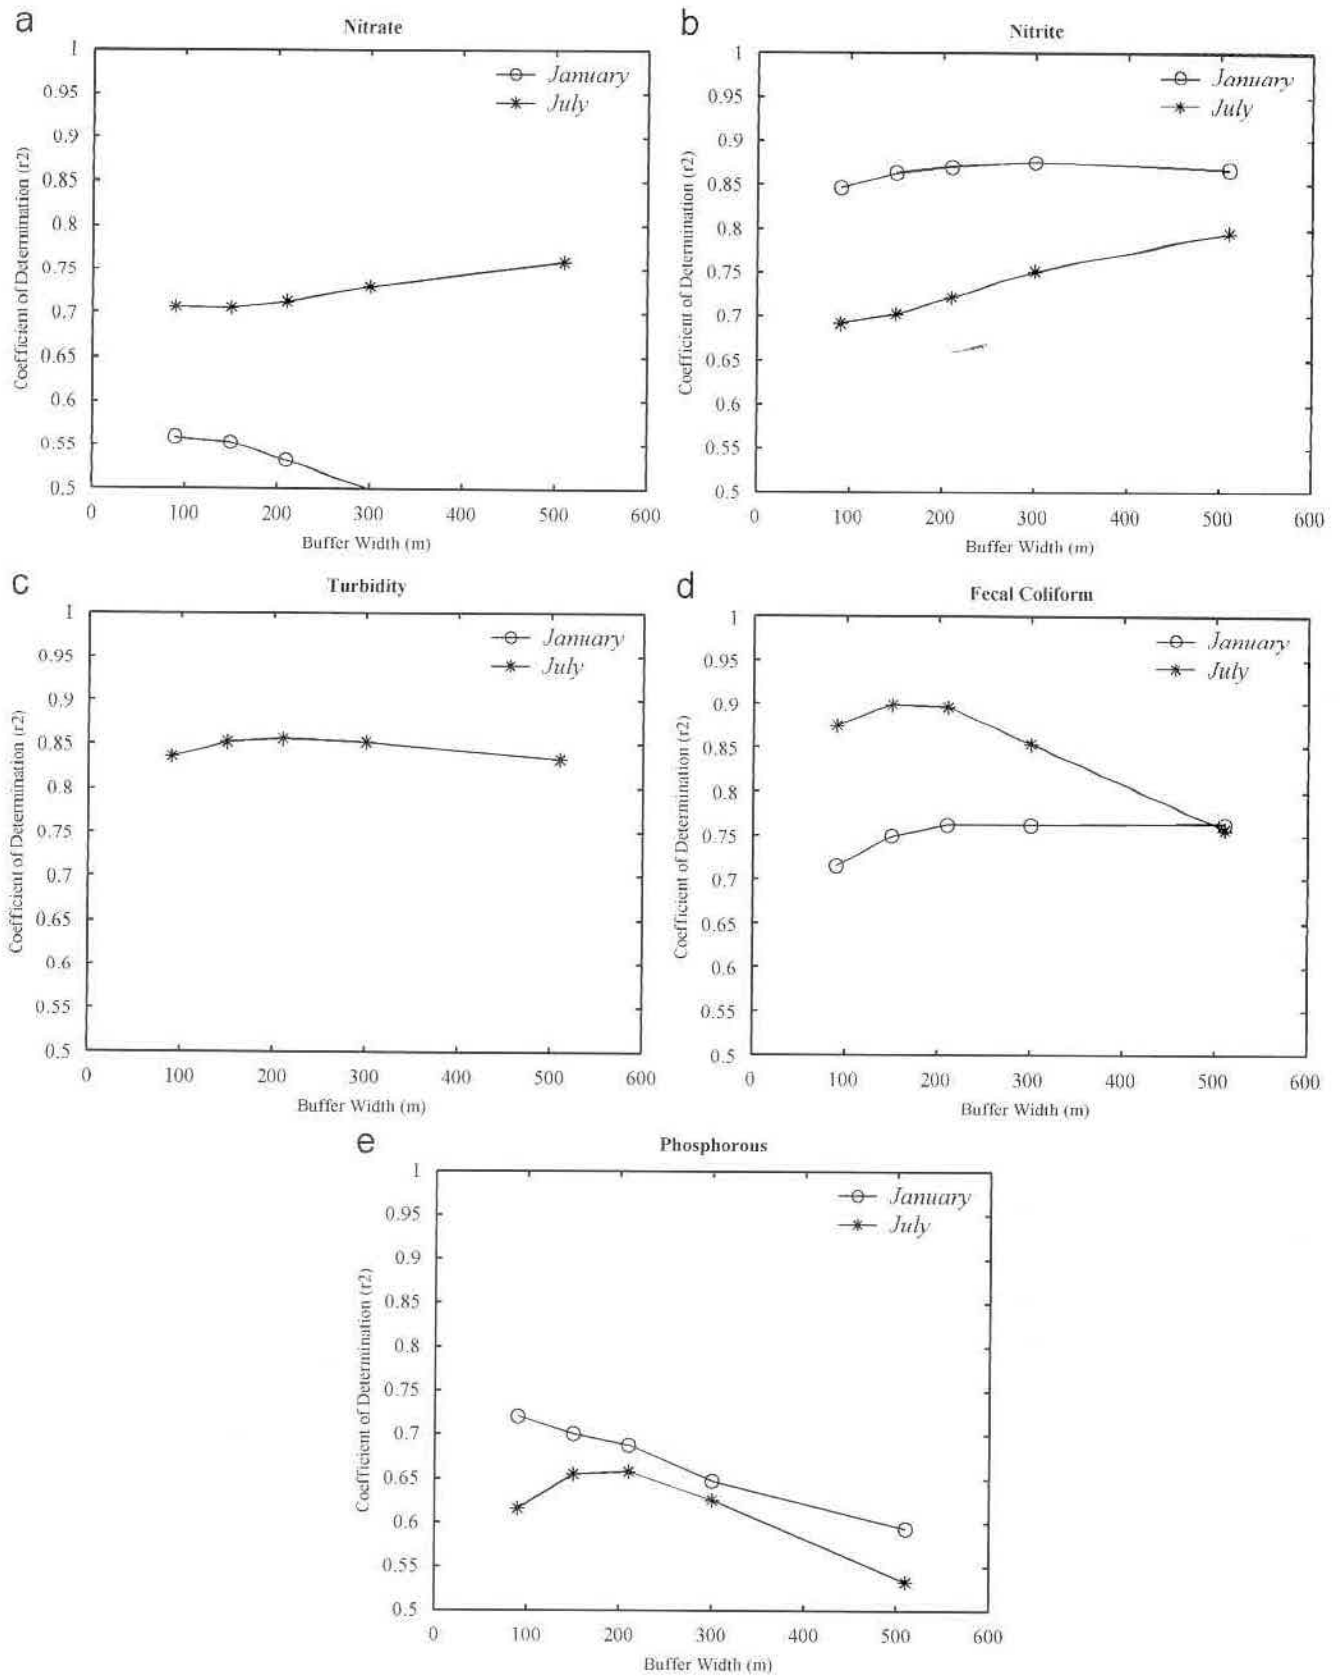 a
Nitrate
1
0.95
0.9
0.85
0.8
0.75
0.7
0.65
0.6
0.55
0.5
0 100 200 300 400 500 600
Coefficient of Determination (r2)
Buffer Width (m)
January
July
b
Nitrite
1
0.95
0.9
0.85
0.8
0.75
0.7
0.65
0.6
0.55
0.5
0 100 200 300 400 500 600
Coefficient of Determination (r2)
Buffer Width (m)
January
July
c
Turbidity
1
0.95
0.9
0.85
0.8
0.75
0.7
0.65
0.6
0.55
0.5
0 100 200 300 400 500 600
Coefficient of Determination (r2)
Buffer Width (m)
January
July
d
Fecal Coliform
1
0.95
0.9
0.85
0.8
0.75
0.7
0.65
0.6
0.55
0.5
0 100 200 300 400 500 600
Coefficient of Determination (r2)
Buffer Width (m)
January
July
e
Phosphorous
1
0.95
0.9
0.85
0.8
0.75
0.7
0.65
0.6
0.55
0.5
0 100 200 300 400 500 600
Coefficient of Determination (r2)
Buffer Width (m)
January
July